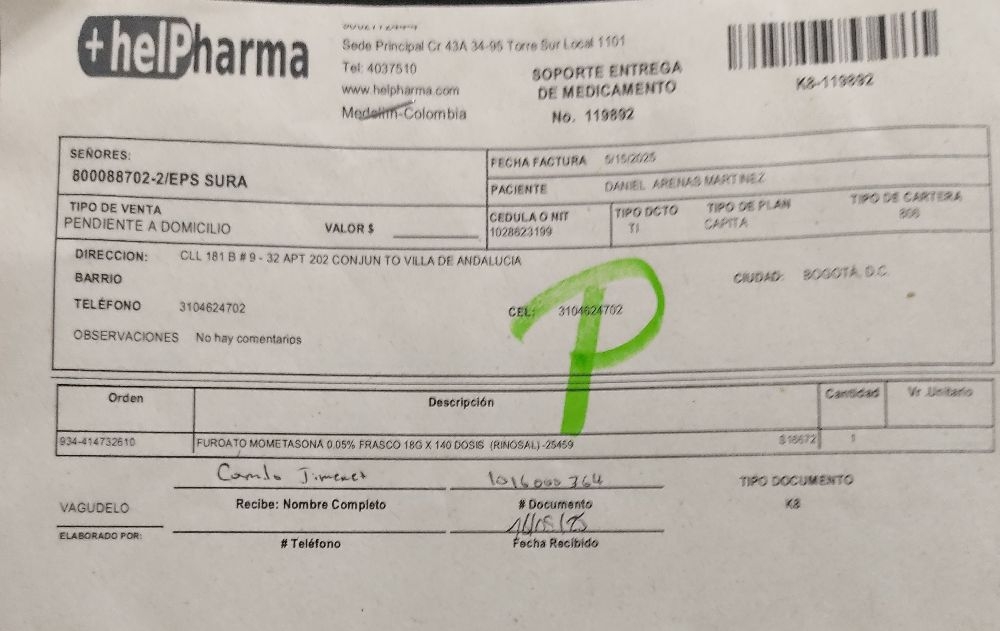 +helPharma
Sede Principal Cr 43A 34-95 Torre Sur Local 1101
Tel: 4037510
www.helpharma.com
Medellín-Colombia
SOPORTE ENTREGA
DE MEDICAMENTO
No. 119892
K8-119892
SEÑORES:
800088702-2/EPS SURA
FECHA FACTURA 5/15/2025
PACIENTE DANIEL ARENAS MARTINEZ
TIPO DE VENTA
PENDIENTE A DOMICILIO
VALOR $
CEDULA O NIT
1028623199
TIPO DCTO
TI
TIPO DE PLAN
CAPITA
TIPO DE CARTERA
DIRECCION: CLL 181 B # 9 - 32 APT 202 CONJUN TO VILLA DE ANDALUCIA
BARRIO
CIUDAD: BOGOTÁ, D.C.
TELÉFONO 3104624702
CEL: 3104624702
OBSERVACIONES No hay comentarios
P
Orden Descripción Cantidad Vr .Unitario
934-414732610 FUROATO MOMETASONA 0,05% FRASCO 18G X 140 DOSIS (RINOSAL) -25459 $16672 1
Camilo Jimenez
Recibe: Nombre Completo
1016000364
# Documento
TIPO DOCUMENTO
K8
VAGUDELO
ELABORADO POR:
# Teléfono
Fecha Recibido